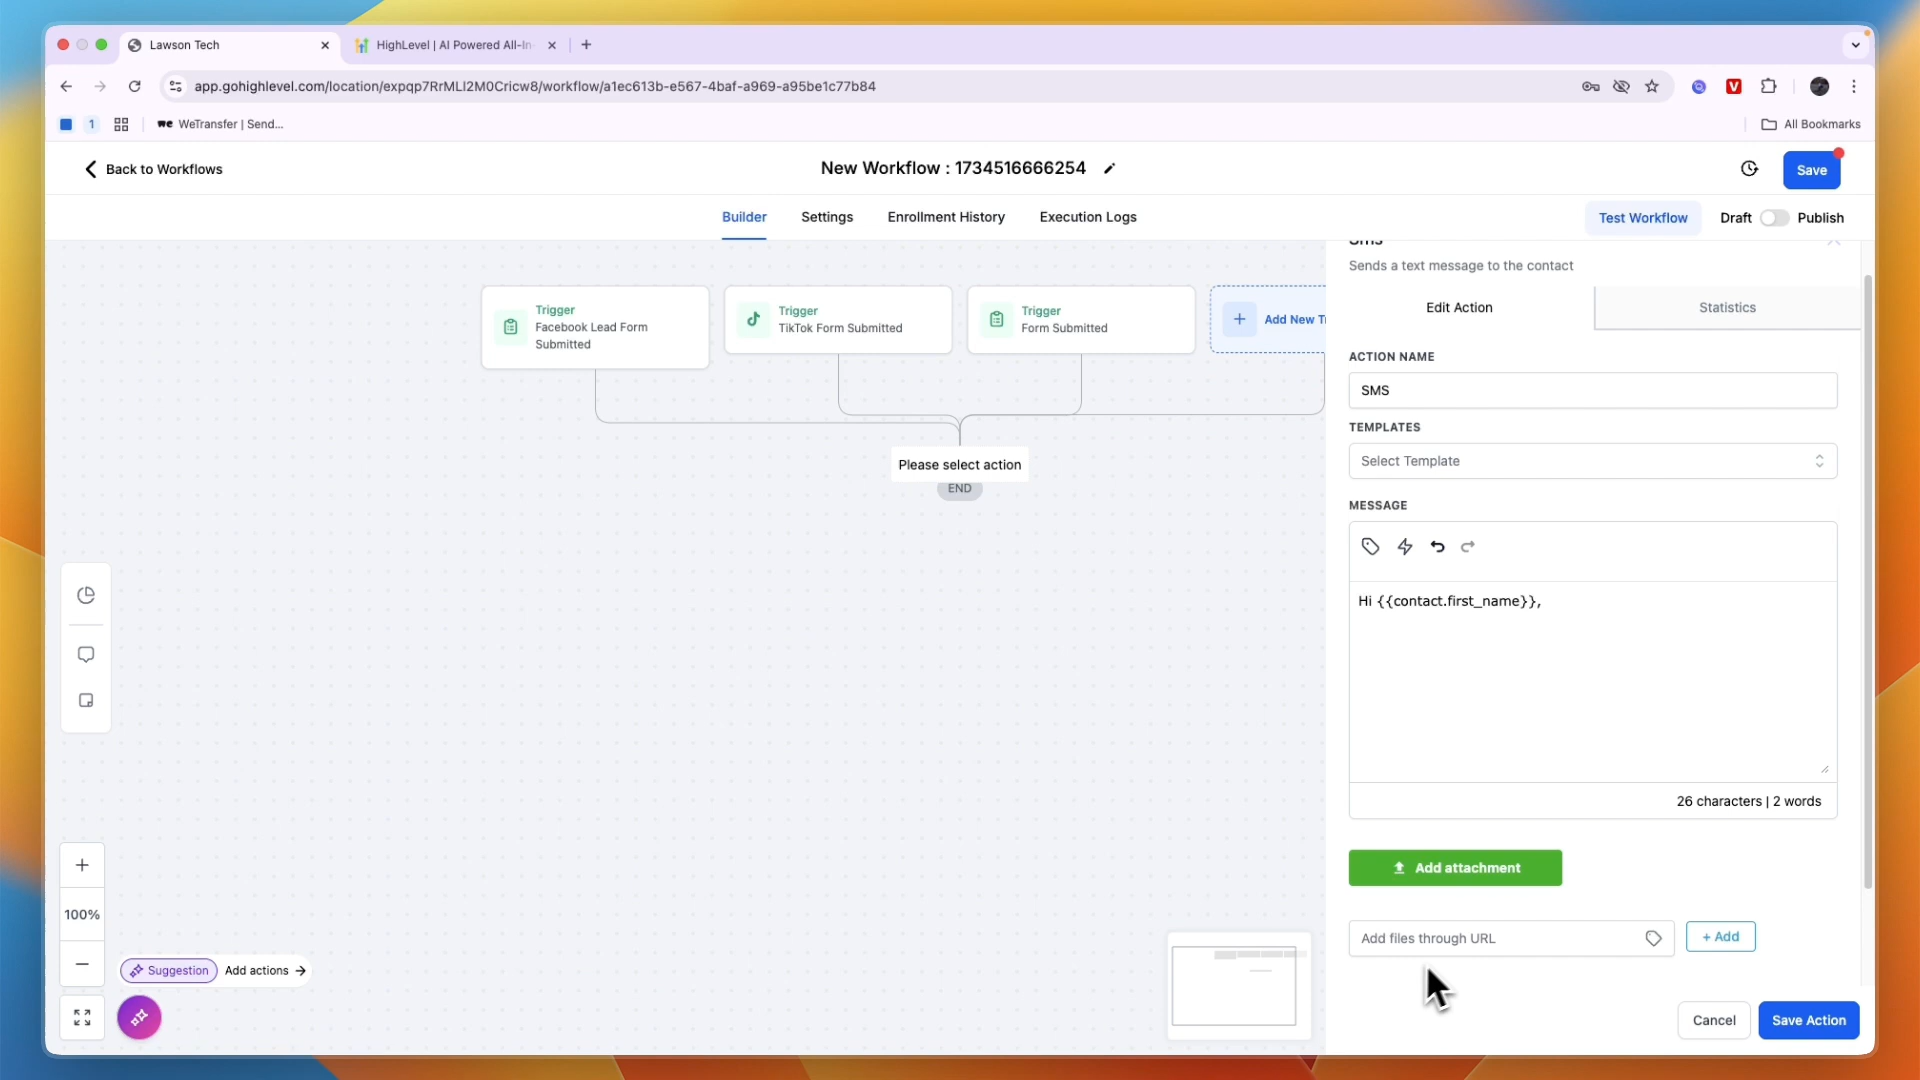 Lawson Tech
HighLevel | AI Powered All-In
app.gohighlevel.com/location/expqp7RrMLI2M0Cricw8/workflow/a1ec613b-e567-4baf-a969-a95be1c77b84
1
we WeTransfer | Send...
All Bookmarks
Back to Workflows
New Workflow : 1734516666254
Save
Builder
Settings
Enrollment History
Execution Logs
Test Workflow
Draft
Publish
Sms
Sends a text message to the contact
Edit Action
Statistics
Trigger
Facebook Lead Form
Submitted
Trigger
TikTok Form Submitted
Trigger
Form Submitted
Add New Tr
Please select action
END
ACTION NAME
SMS
TEMPLATES
Select Template
MESSAGE
Hi {{contact.first_name}},
26 characters | 2 words
Add attachment
Add files through URL
+ Add
Cancel
Save Action
100%
Suggestion
Add actions →